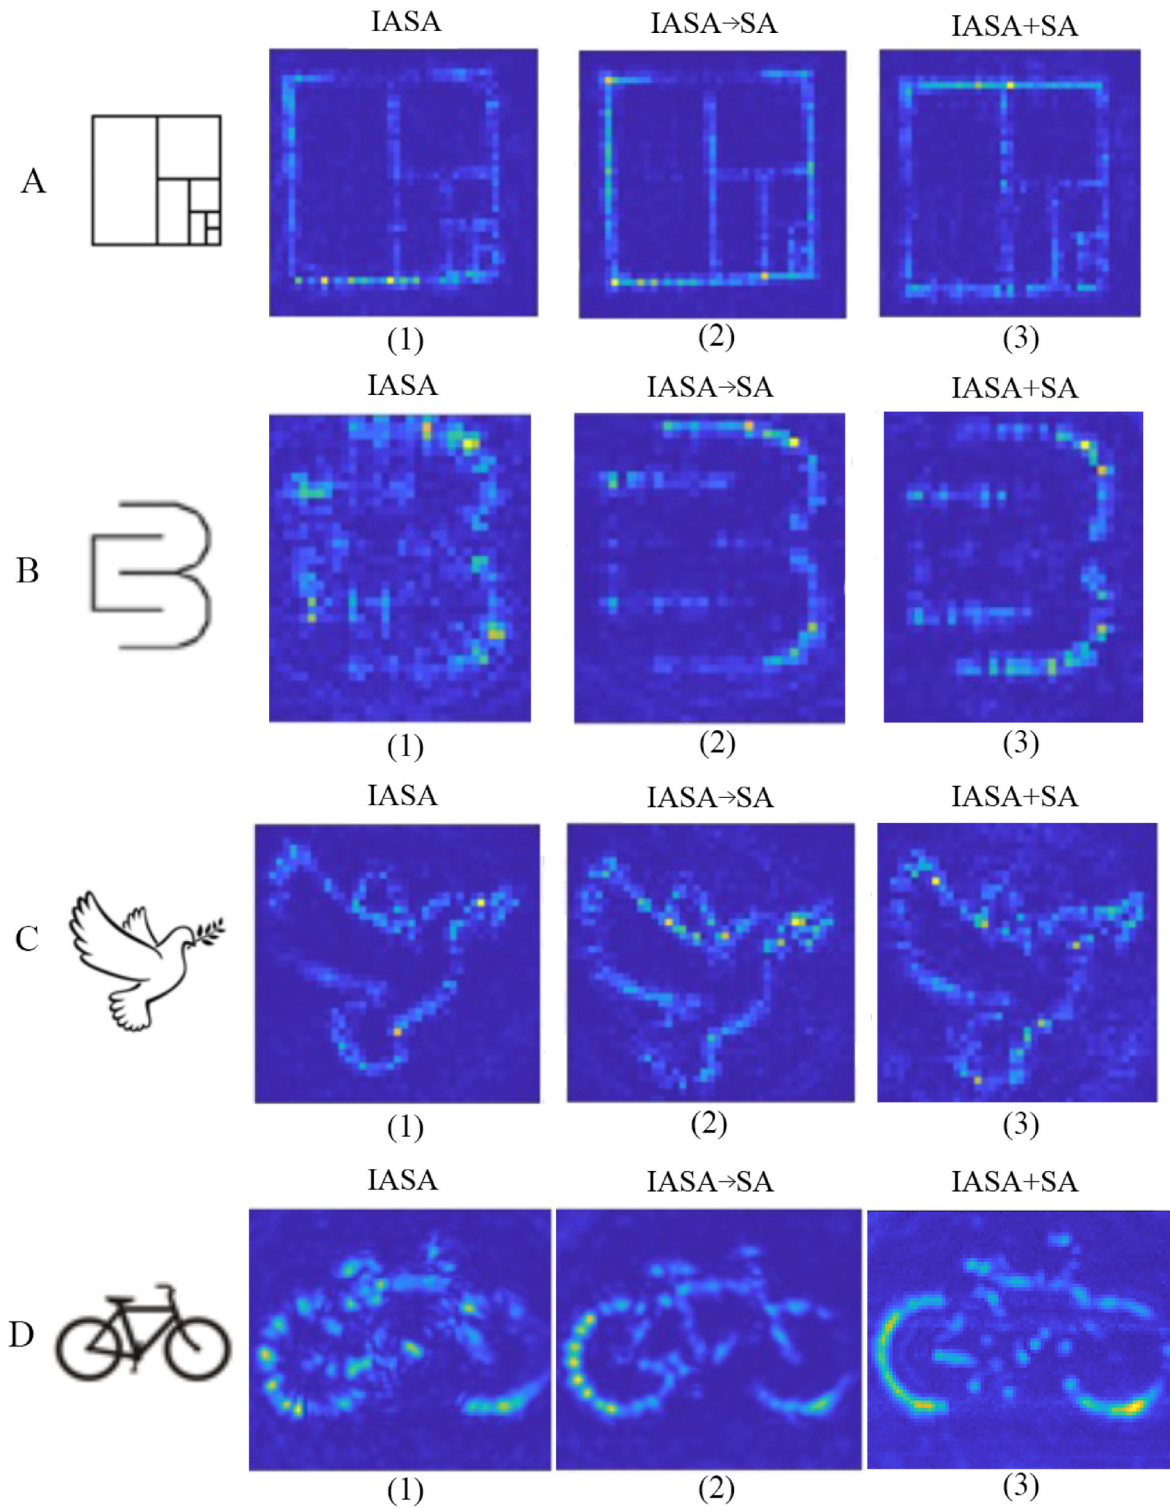 IASA IASA→SA IASA+SA
A
(1) (2) (3)
IASA IASA→SA IASA+SA
B
(1) (2) (3)
IASA IASA→SA IASA+SA
C
(1) (2) (3)
IASA IASA→SA IASA+SA
D
(1) (2) (3)